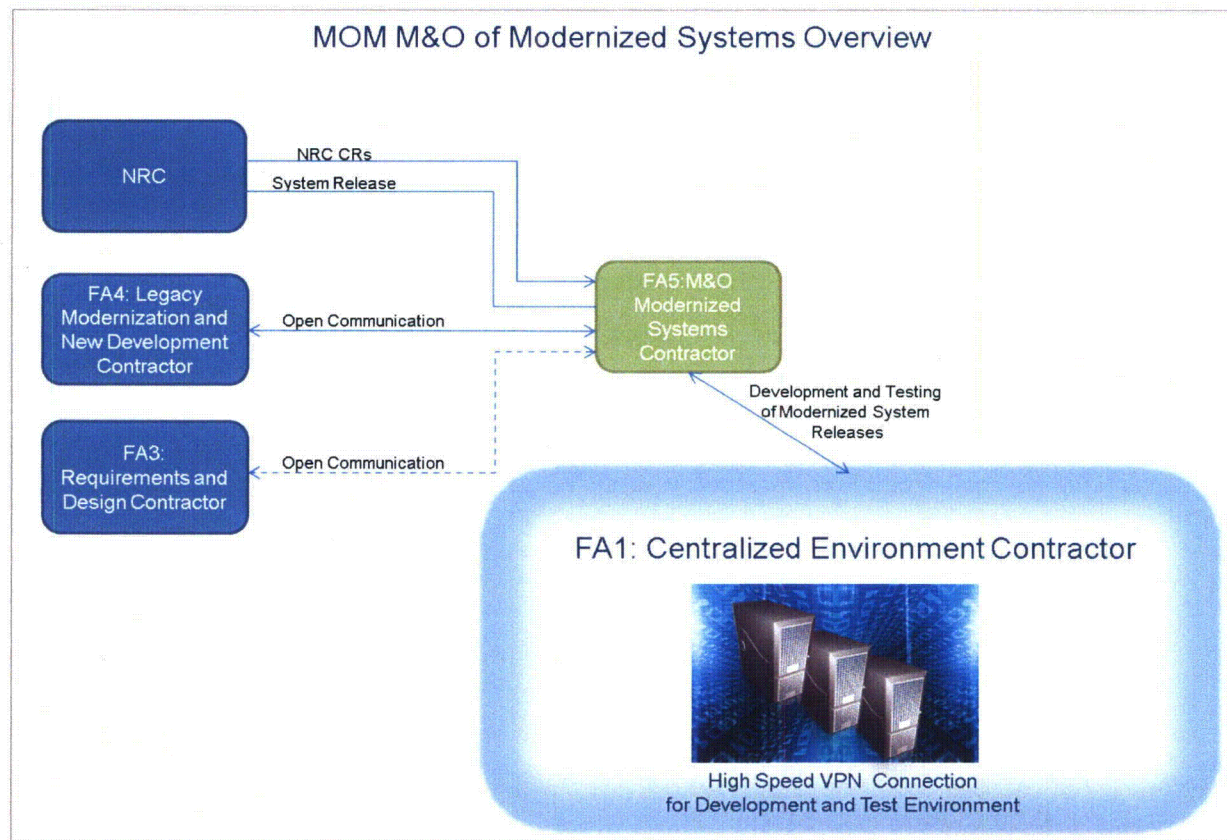 MOM M&O of Modernized Systems Overview
NRC
NRC CRs
System Release
FA4: Legacy
Modernization and
New Development
Contractor
Open Communication
FA5:M&O
Modernized
Systems
Contractor
FA3:
Requirements and
Design Contractor
Open Communication
Development and Testing
of Modernized System
Releases
FA1: Centralized Environment Contractor
High Speed VPN Connection
for Development and Test Environment